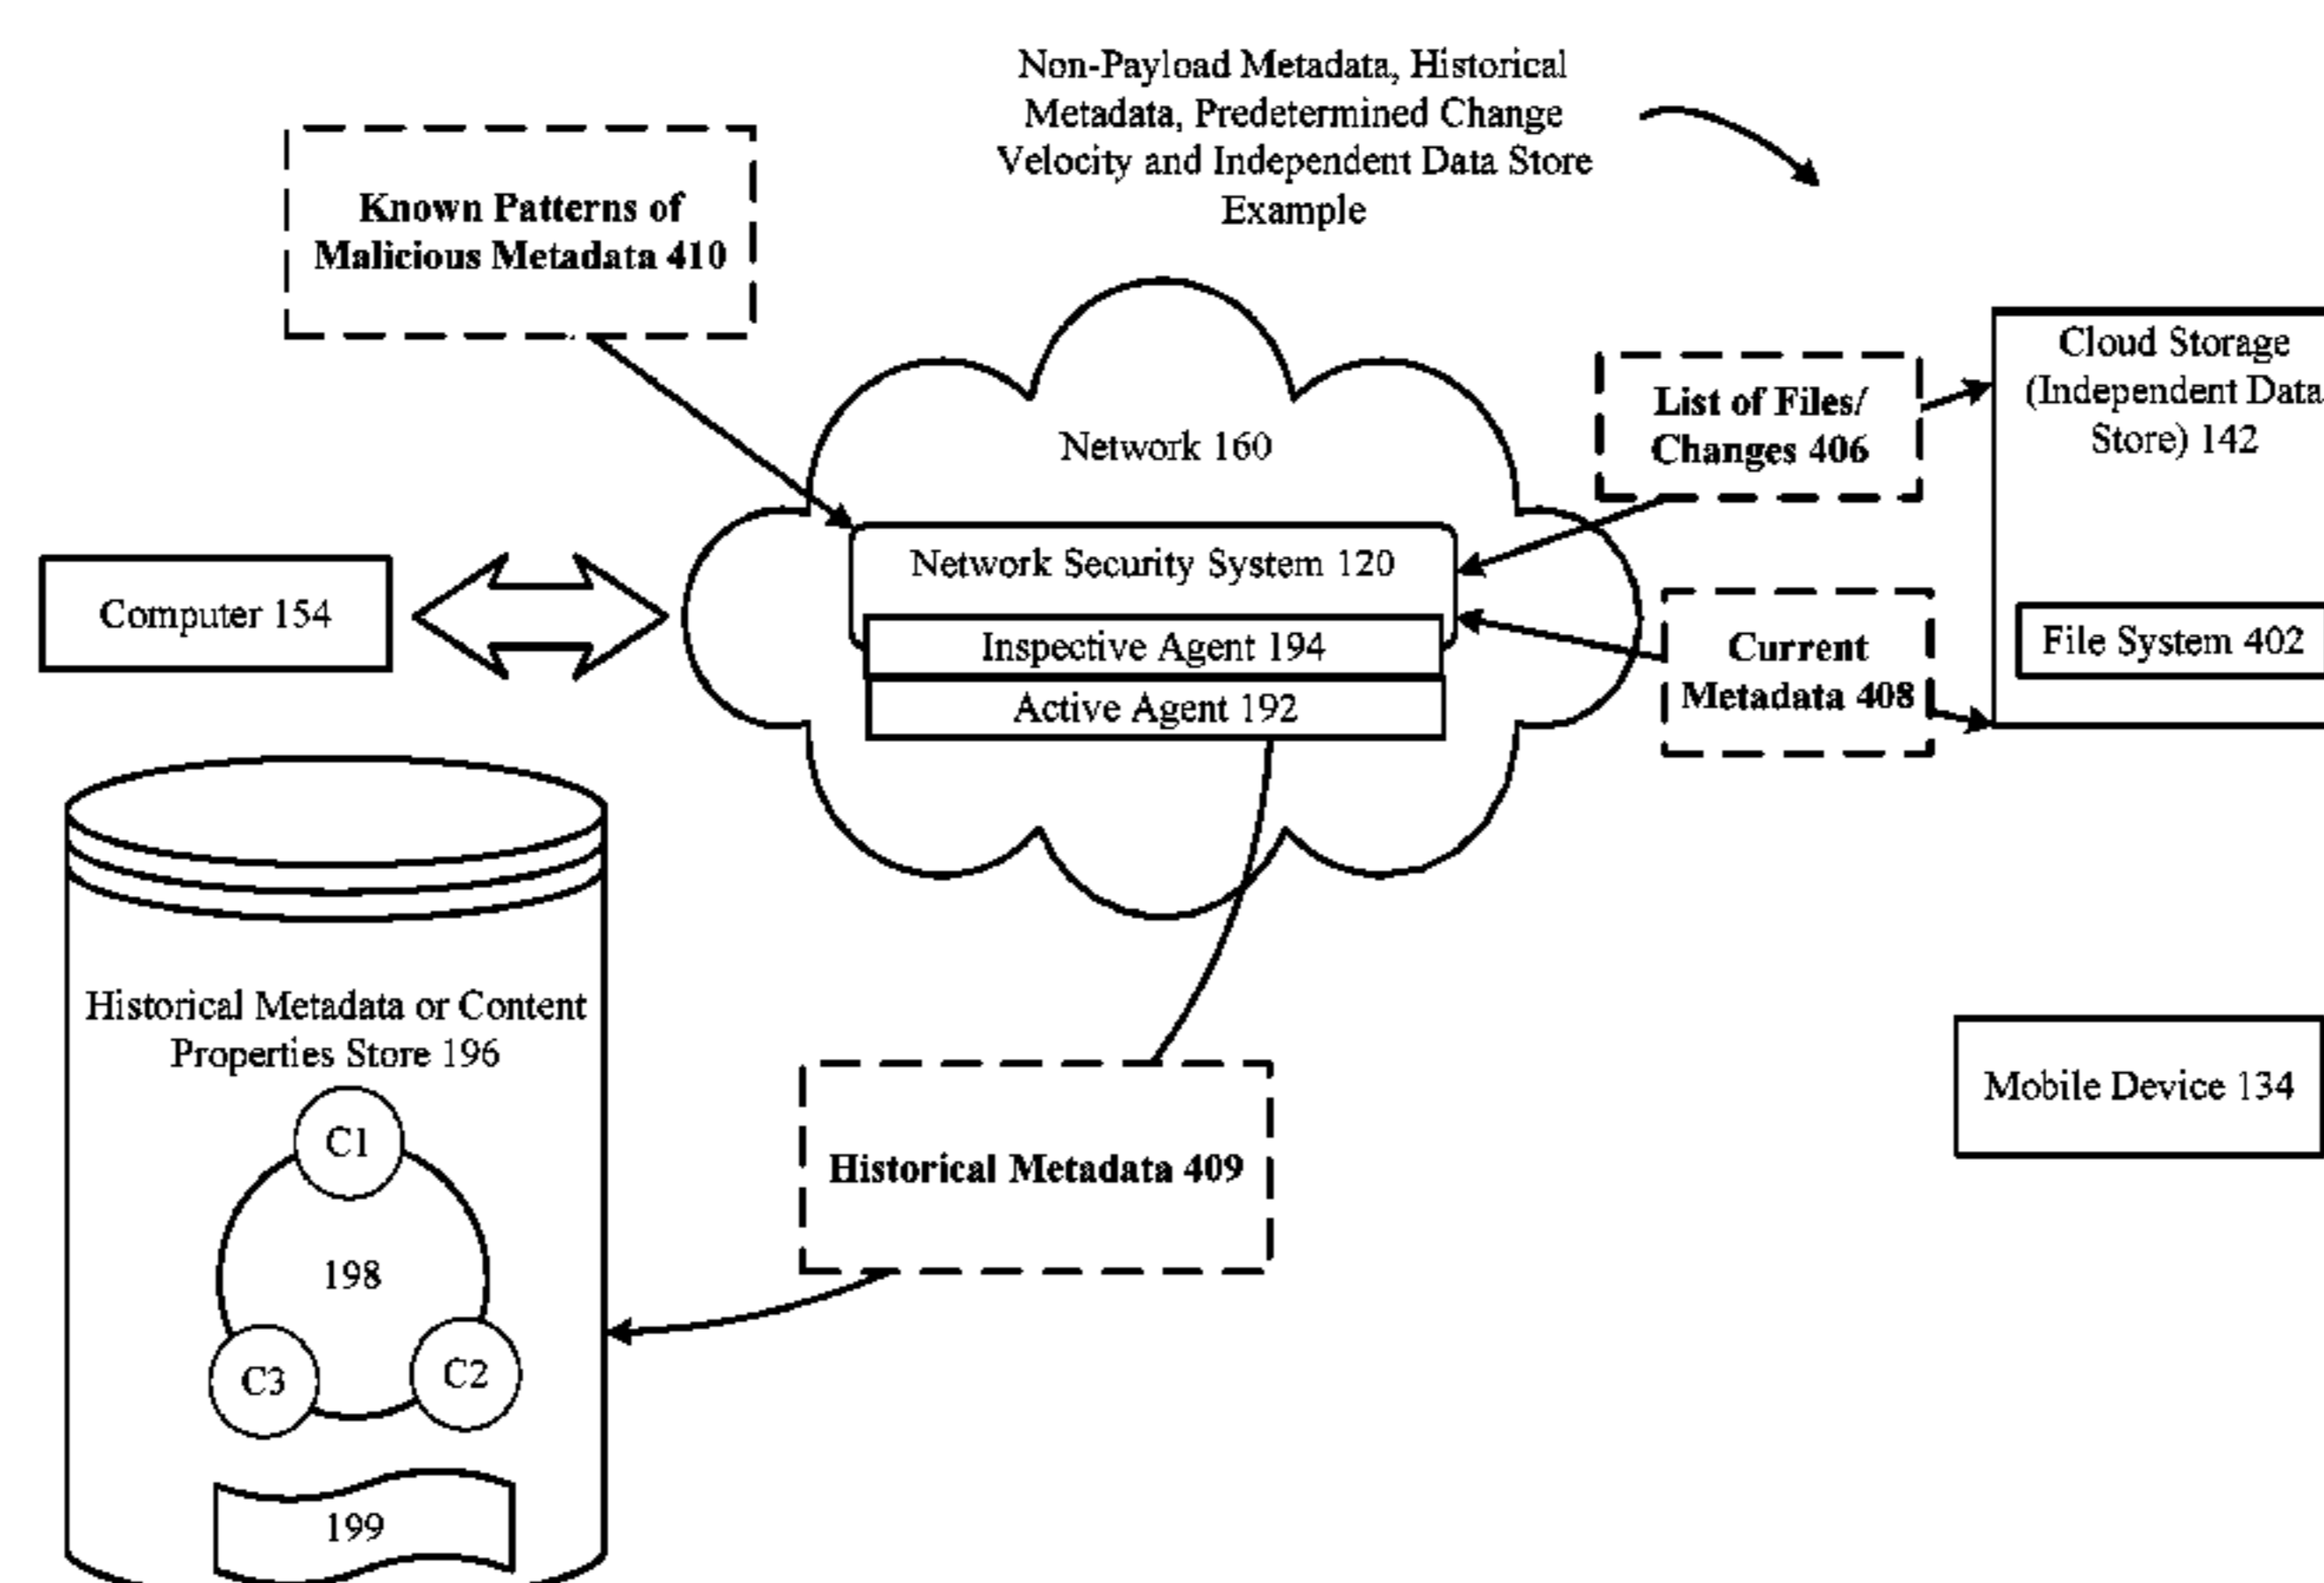 Non-Payload Metadata, Historical
Metadata, Predetermined Change
Velocity and Independent Data Store
Example
Known Patterns of
Malicious Metadata 410
Network 160
List of Files/
Changes 406
Cloud Storage
(Independent Data
Store) 142
Network Security System 120
Computer 154
Inspective Agent 194
Active Agent 192
Current
Metadata 408
File System 402
Historical Metadata or Content
Properties Store 196
C1
198
C3
C2
199
Historical Metadata 409
Mobile Device 134